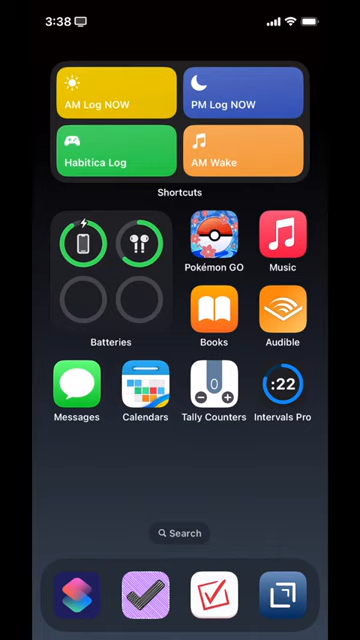 3:38
AM Log NOW
PM Log NOW
Habitica Log
AM Wake
Shortcuts
Pokémon GO
Music
Batteries
Books
Audible
0
:22
Messages
Calendars
Tally Counters
Intervals Pro
Search